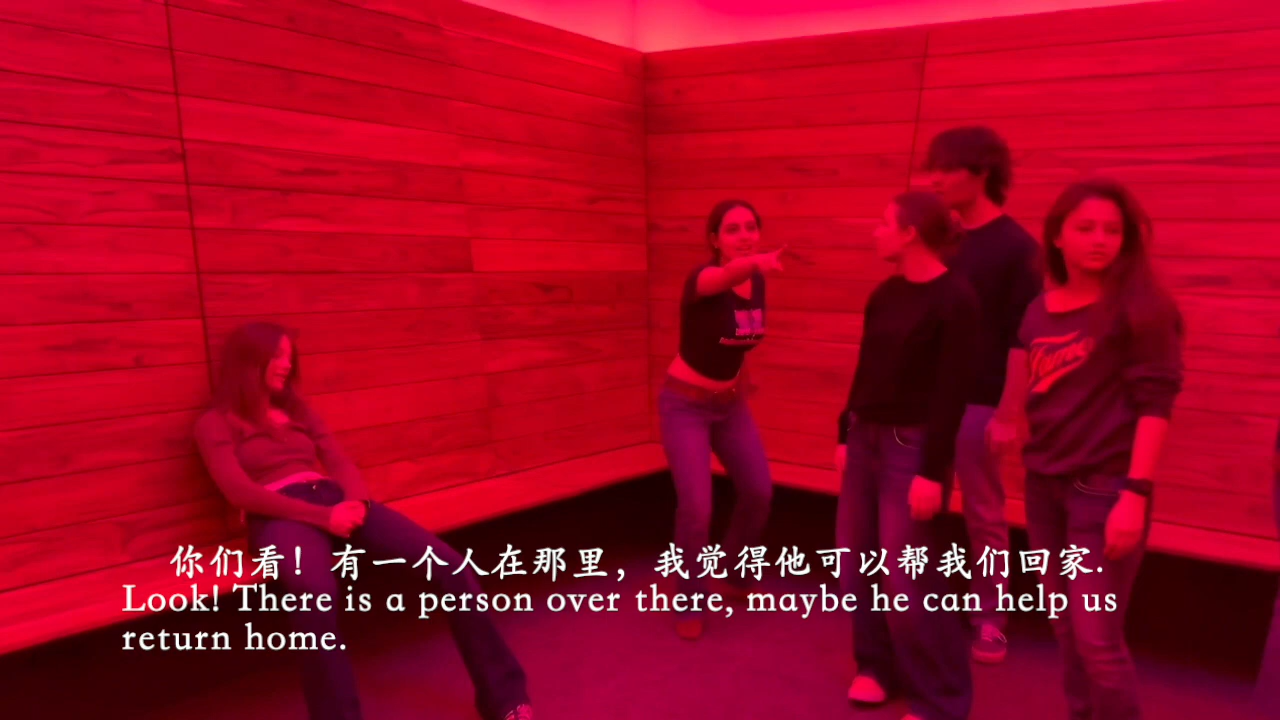 你们看！有一个人在那里，我觉得他可以帮我们回家.
Look! There is a person over there, maybe he can help us
return home.